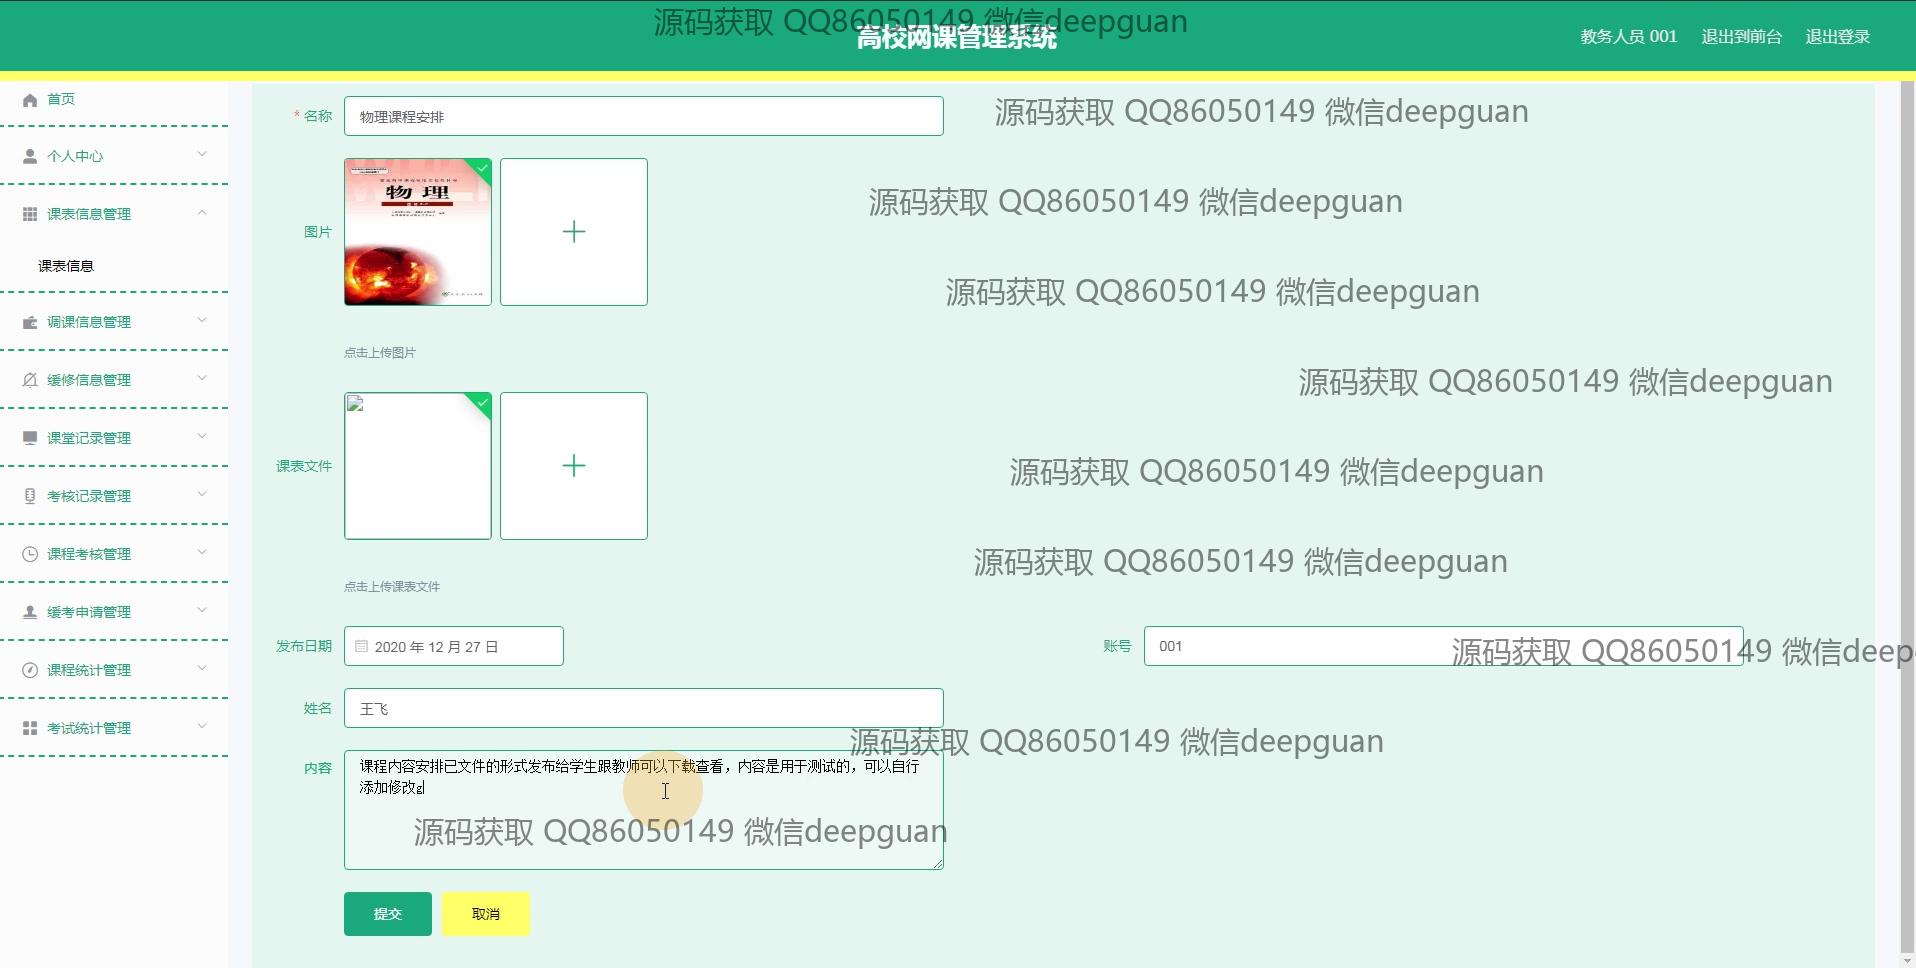 源码获取 QQ86050149 微信deepguan
高校网课管理系统
教务人员 001
退出到前台
退出登录
首页
个人中心
课表信息管理
课表信息
调课信息管理
缓修信息管理
课堂记录管理
考核记录管理
课程考核管理
缓考申请管理
课程统计管理
考试统计管理
* 名称
物理课程安排
源码获取 QQ86050149 微信deepguan
图片
物理
源码获取 QQ86050149 微信deepguan
源码获取 QQ86050149 微信deepguan
点击上传图片
源码获取 QQ86050149 微信deepguan
课表文件
源码获取 QQ86050149 微信deepguan
源码获取 QQ86050149 微信deepguan
点击上传课表文件
发布日期
2020 年 12 月 27 日
账号
001
源码获取 QQ86050149 微信deep
姓名
王飞
源码获取 QQ86050149 微信deepguan
内容
课程内容安排已文件的形式发布给学生跟教师可以下载查看，内容是用于测试的，可以自行
添加修改g
源码获取 QQ86050149 微信deepguan
提交
取消